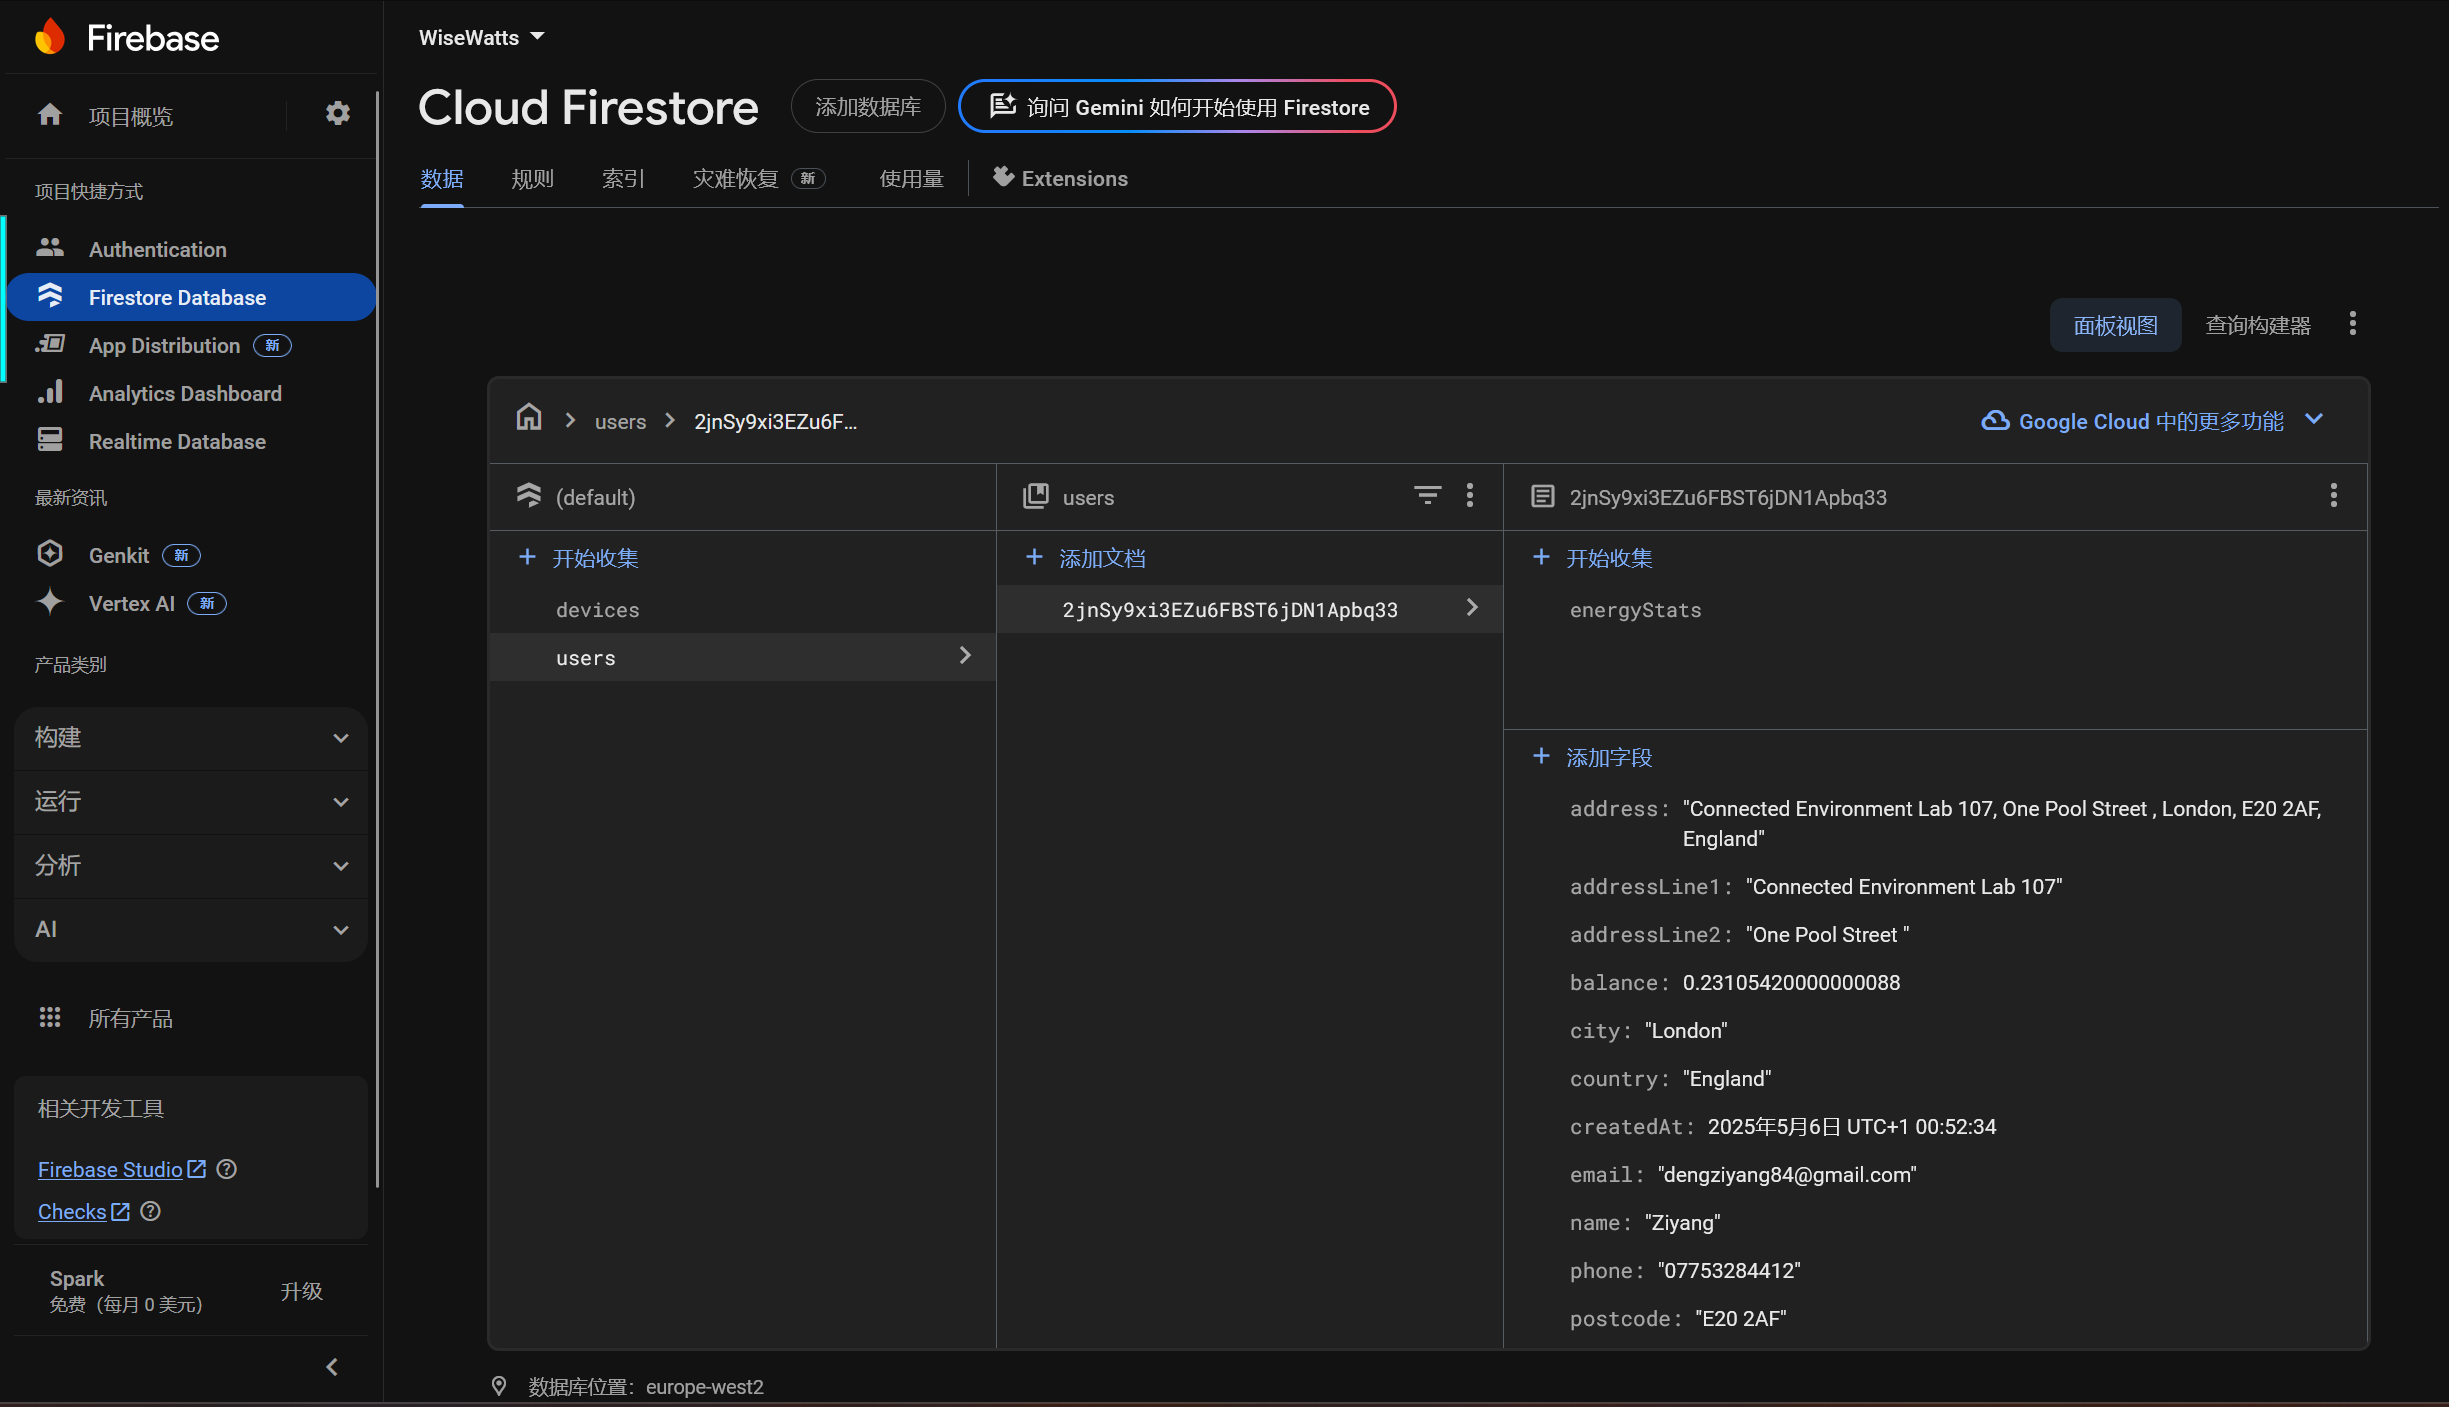 Firebase
项目概览
项目快捷方式
Authentication
Firestore Database
App Distribution 新
Analytics Dashboard
Realtime Database
最新资讯
Genkit 新
Vertex AI 新
产品类别
构建
运行
分析
AI
所有产品
相关开发工具
Firebase Studio
Checks
Spark
免费（每月 0 美元）
升级
WiseWatts
Cloud Firestore
添加数据库
询问 Gemini 如何开始使用 Firestore
数据 规则 索引 灾难恢复 新 使用量 Extensions
面板视图 查询构建器
users 2jnSy9xi3EZu6F...
Google Cloud 中的更多功能
(default)
开始收集
devices
users
users
添加文档
2jnSy9xi3EZu6FBST6jDN1Apbq33
2jnSy9xi3EZu6FBST6jDN1Apbq33
开始收集
energyStats
添加字段
address: "Connected Environment Lab 107, One Pool Street , London, E20 2AF,
England"
addressLine1: "Connected Environment Lab 107"
addressLine2: "One Pool Street "
balance: 0.23105420000000088
city: "London"
country: "England"
createdAt: 2025年5月6日 UTC+1 00:52:34
email: "dengziyang84@gmail.com"
name: "Ziyang"
phone: "07753284412"
postcode: "E20 2AF"
数据库位置：europe-west2